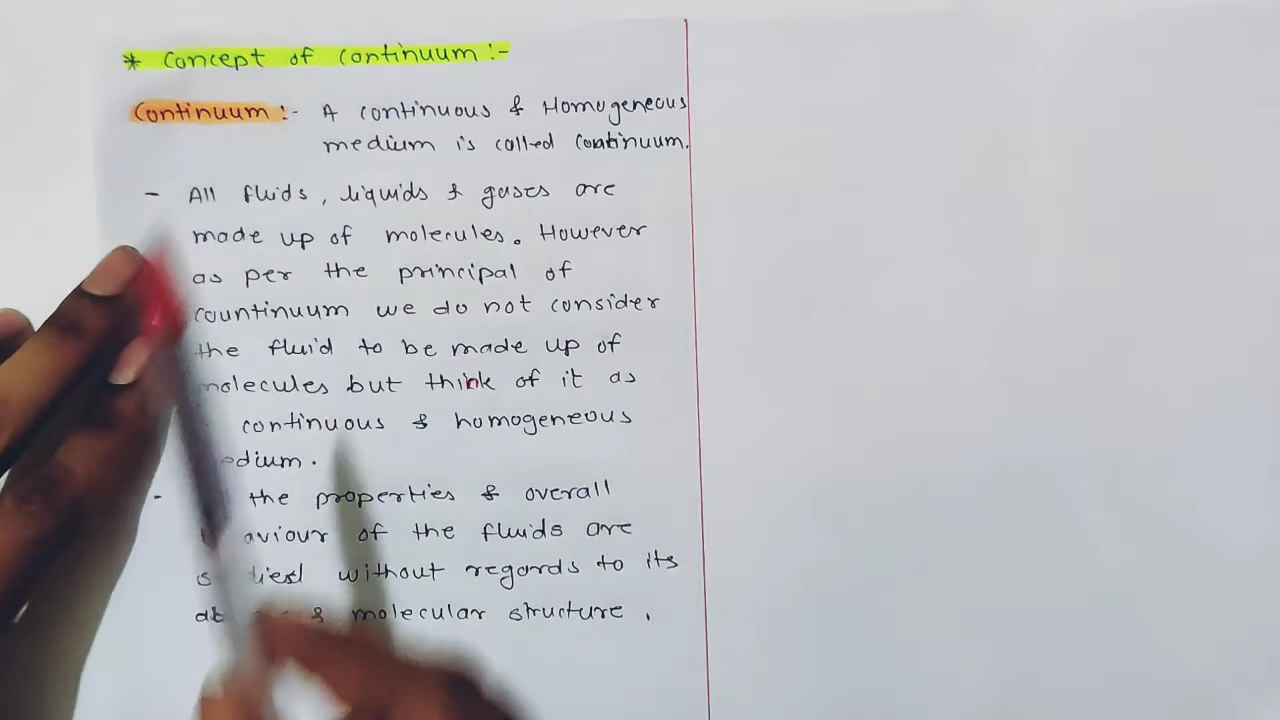 * Concept of Continuum :-
Continuum :- A continuous & Homogeneous
medium is called Continuum.
- All fluids, liquids & gases are
made up of molecules. However
as per the principal of
countinuum we do not consider
the fluid to be made up of
molecules but think of it as
continuous & homogeneous
- the properties & overall
of the fluids are
without regards to its
& molecular structure.